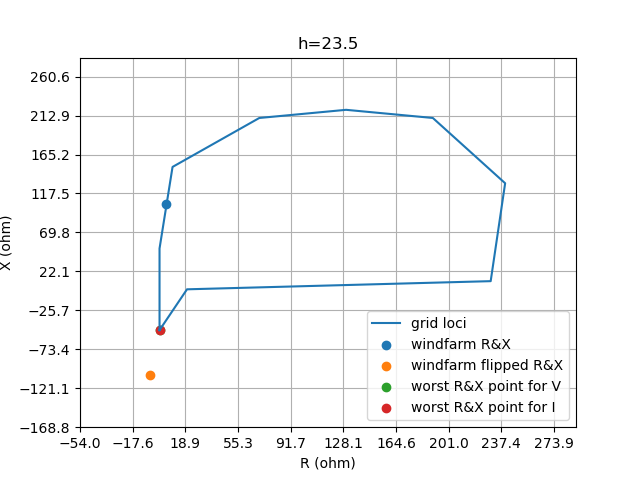 h=23.5
260.6
212.9
165.2
117.5
69.8
22.1
−25.7
−73.4
−121.1
−168.8
X (ohm)
grid loci
windfarm R&X
windfarm flipped R&X
worst R&X point for V
worst R&X point for I
−54.0 −17.6 18.9 55.3 91.7 128.1 164.6 201.0 237.4 273.9
R (ohm)